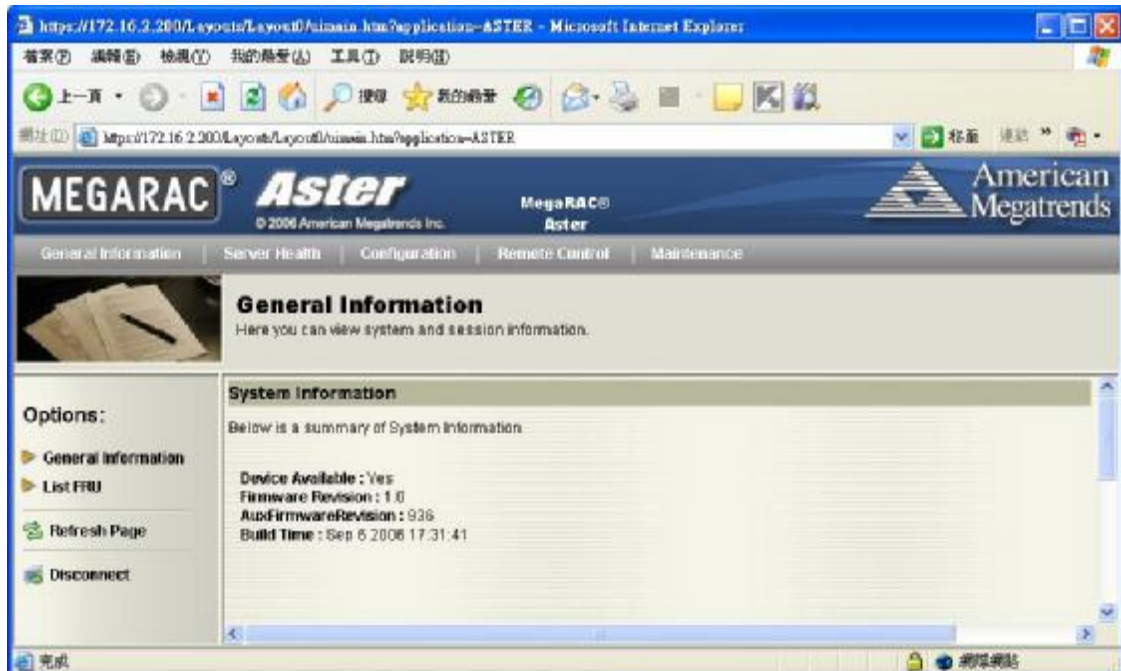 https://172.16.2.200/Layouts/Layout0/uimain.htm?application=ASTER - Microsoft Internet Explorer
檔案(F) 編輯(E) 檢視(V) 我的最愛(A) 工具(T) 說明(H)
上一頁 搜尋 我的最愛
網址(D) https://172.16.2.200/Layouts/Layout0/uimain.htm?application=ASTER 移至 連結 »
MEGARAC® Aster
© 2006 American Megatrends Inc.
MegaRAC®
Aster
American
Megatrends
General Information Server Health Configuration Remote Control Maintenance
General Information
Here you can view system and session information.
Options:
General Information
List FRU
Refresh Page
Disconnect
System Information
Below is a summary of System Information
Device Available : Yes
Firmware Revision : 1.0
AuxFirmwareRevision : 936
Build Time : Sep 6 2006 17:31:41
完成 網際網路